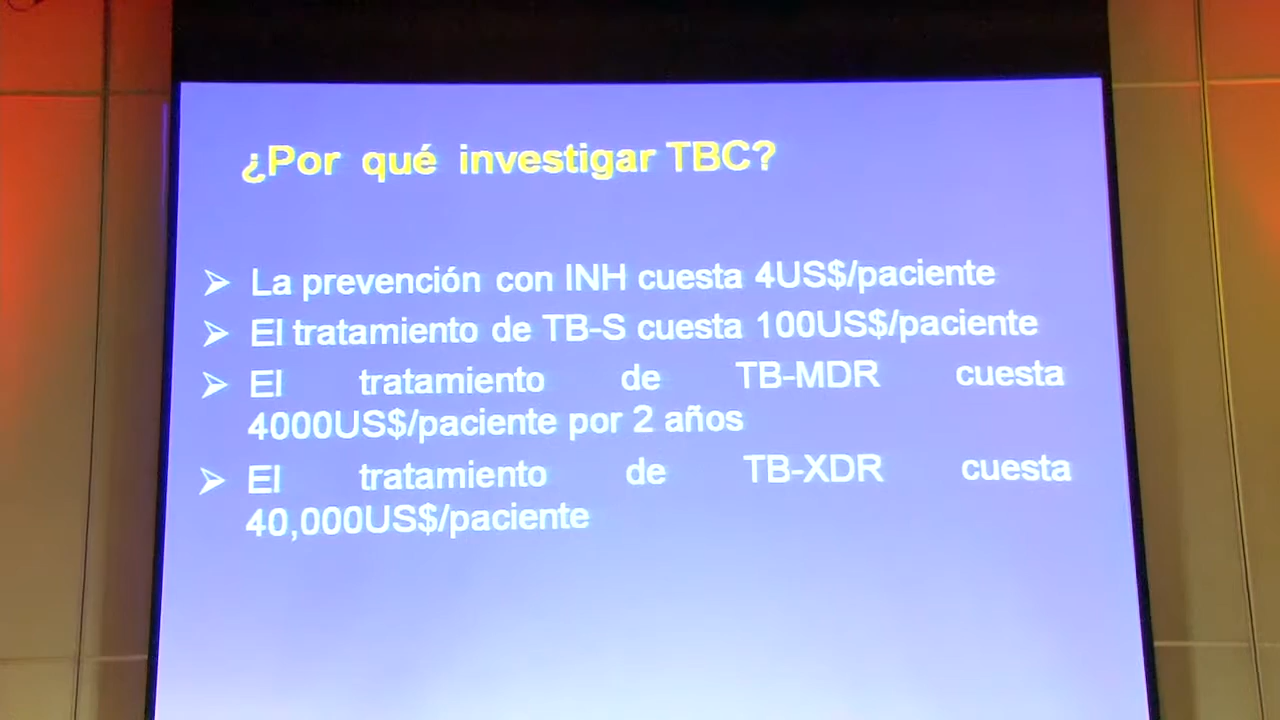 ¿Por qué investigar TBC?
La prevención con INH cuesta 4US$/paciente
El tratamiento de TB-S cuesta 100US$/paciente
El tratamiento de TB-MDR cuesta
4000US$/paciente por 2 años
El tratamiento de TB-XDR cuesta
40,000US$/paciente